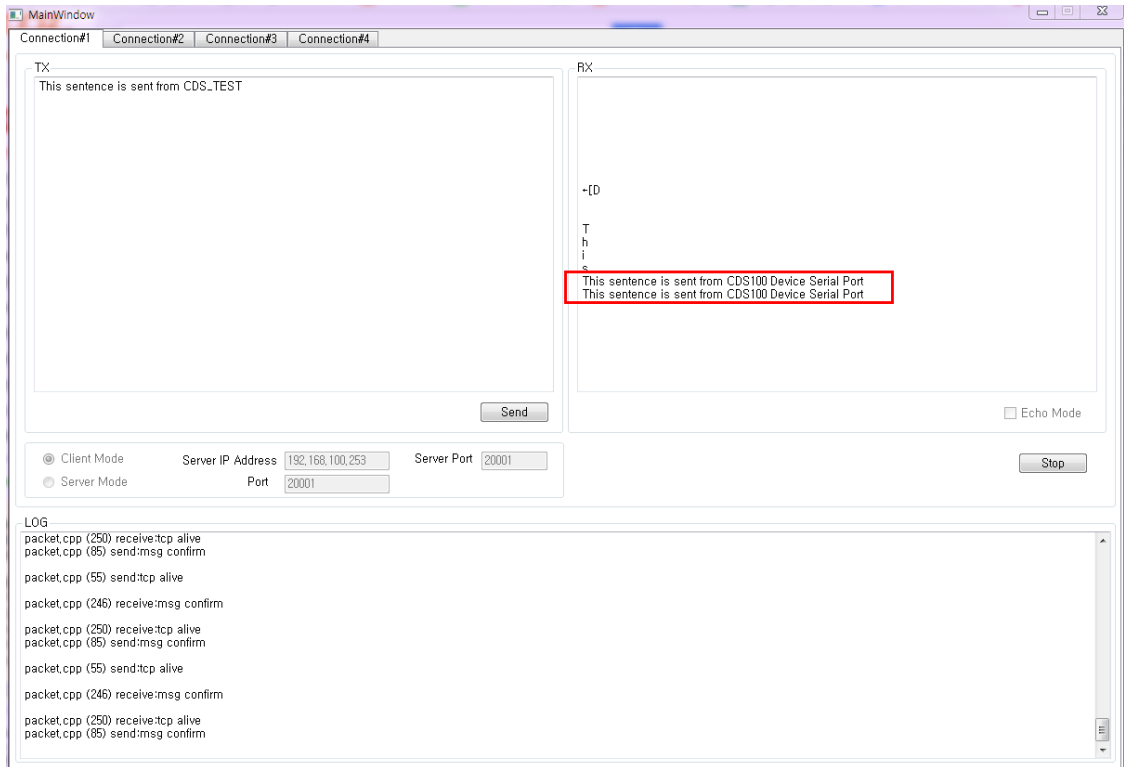 MainWindow
Connection#1 Connection#2 Connection#3 Connection#4
TX
This sentence is sent from CDS_TEST
Send
RX
←[D
T
h
i
s
This sentence is sent from CDS100 Device Serial Port
This sentence is sent from CDS100 Device Serial Port
Echo Mode
Client Mode Server IP Address 192,168,100,253 Server Port 20001
Server Mode Port 20001
Stop
LOG
packet,cpp (250) receive:tcp alive
packet,cpp (85) send:msg confirm
packet,cpp (55) send:tcp alive
packet,cpp (246) receive:msg confirm
packet,cpp (250) receive:tcp alive
packet,cpp (85) send:msg confirm
packet,cpp (55) send:tcp alive
packet,cpp (246) receive:msg confirm
packet,cpp (250) receive:tcp alive
packet,cpp (85) send:msg confirm